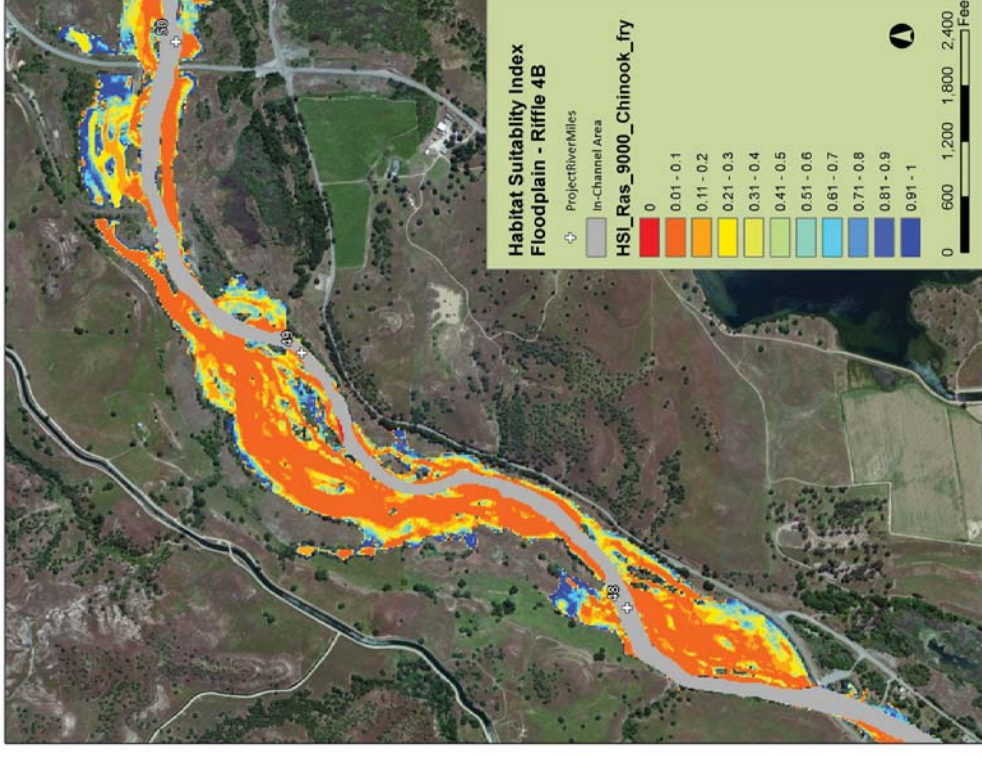 50
49
48
Habitat Suitablity Index
Floodplain - Riffle 4B
ProjectRiverMiles
In-Channel Area
HSI_Ras_9000_Chinook_fry
0
0.01 - 0.1
0.11 - 0.2
0.21 - 0.3
0.31 - 0.4
0.41 - 0.5
0.51 - 0.6
0.61 - 0.7
0.71 - 0.8
0.81 - 0.9
0.91 - 1
0 600 1,200 1,800 2,400
Feet